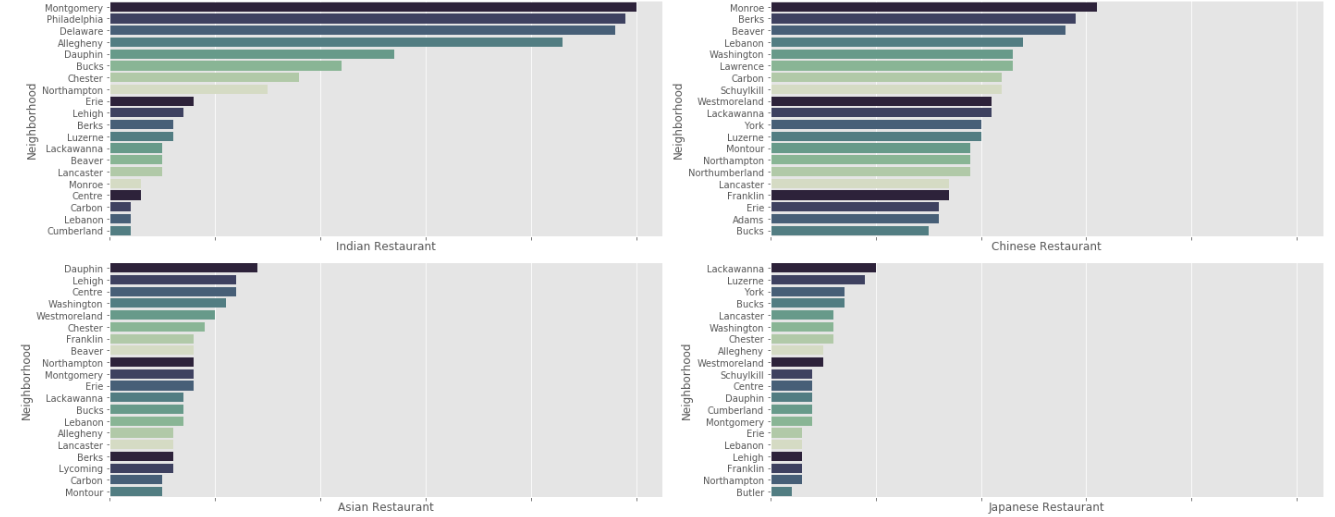 Montgomery
Philadelphia
Delaware
Allegheny
Dauphin
Bucks
Chester
Northampton
Erie
Lehigh
Berks
Luzerne
Lackawanna
Beaver
Lancaster
Monroe
Centre
Carbon
Lebanon
Cumberland
Neighborhood
Indian Restaurant
Monroe
Berks
Beaver
Lebanon
Washington
Lawrence
Carbon
Schuylkill
Westmoreland
Lackawanna
York
Luzerne
Montour
Northampton
Northumberland
Lancaster
Franklin
Erie
Adams
Bucks
Neighborhood
Chinese Restaurant
Dauphin
Lehigh
Centre
Washington
Westmoreland
Chester
Franklin
Beaver
Northampton
Montgomery
Erie
Lackawanna
Bucks
Lebanon
Allegheny
Lancaster
Berks
Lycoming
Carbon
Montour
Neighborhood
Asian Restaurant
Lackawanna
Luzerne
York
Bucks
Lancaster
Washington
Chester
Allegheny
Westmoreland
Schuylkill
Centre
Dauphin
Cumberland
Montgomery
Erie
Lebanon
Lehigh
Franklin
Northampton
Butler
Neighborhood
Japanese Restaurant